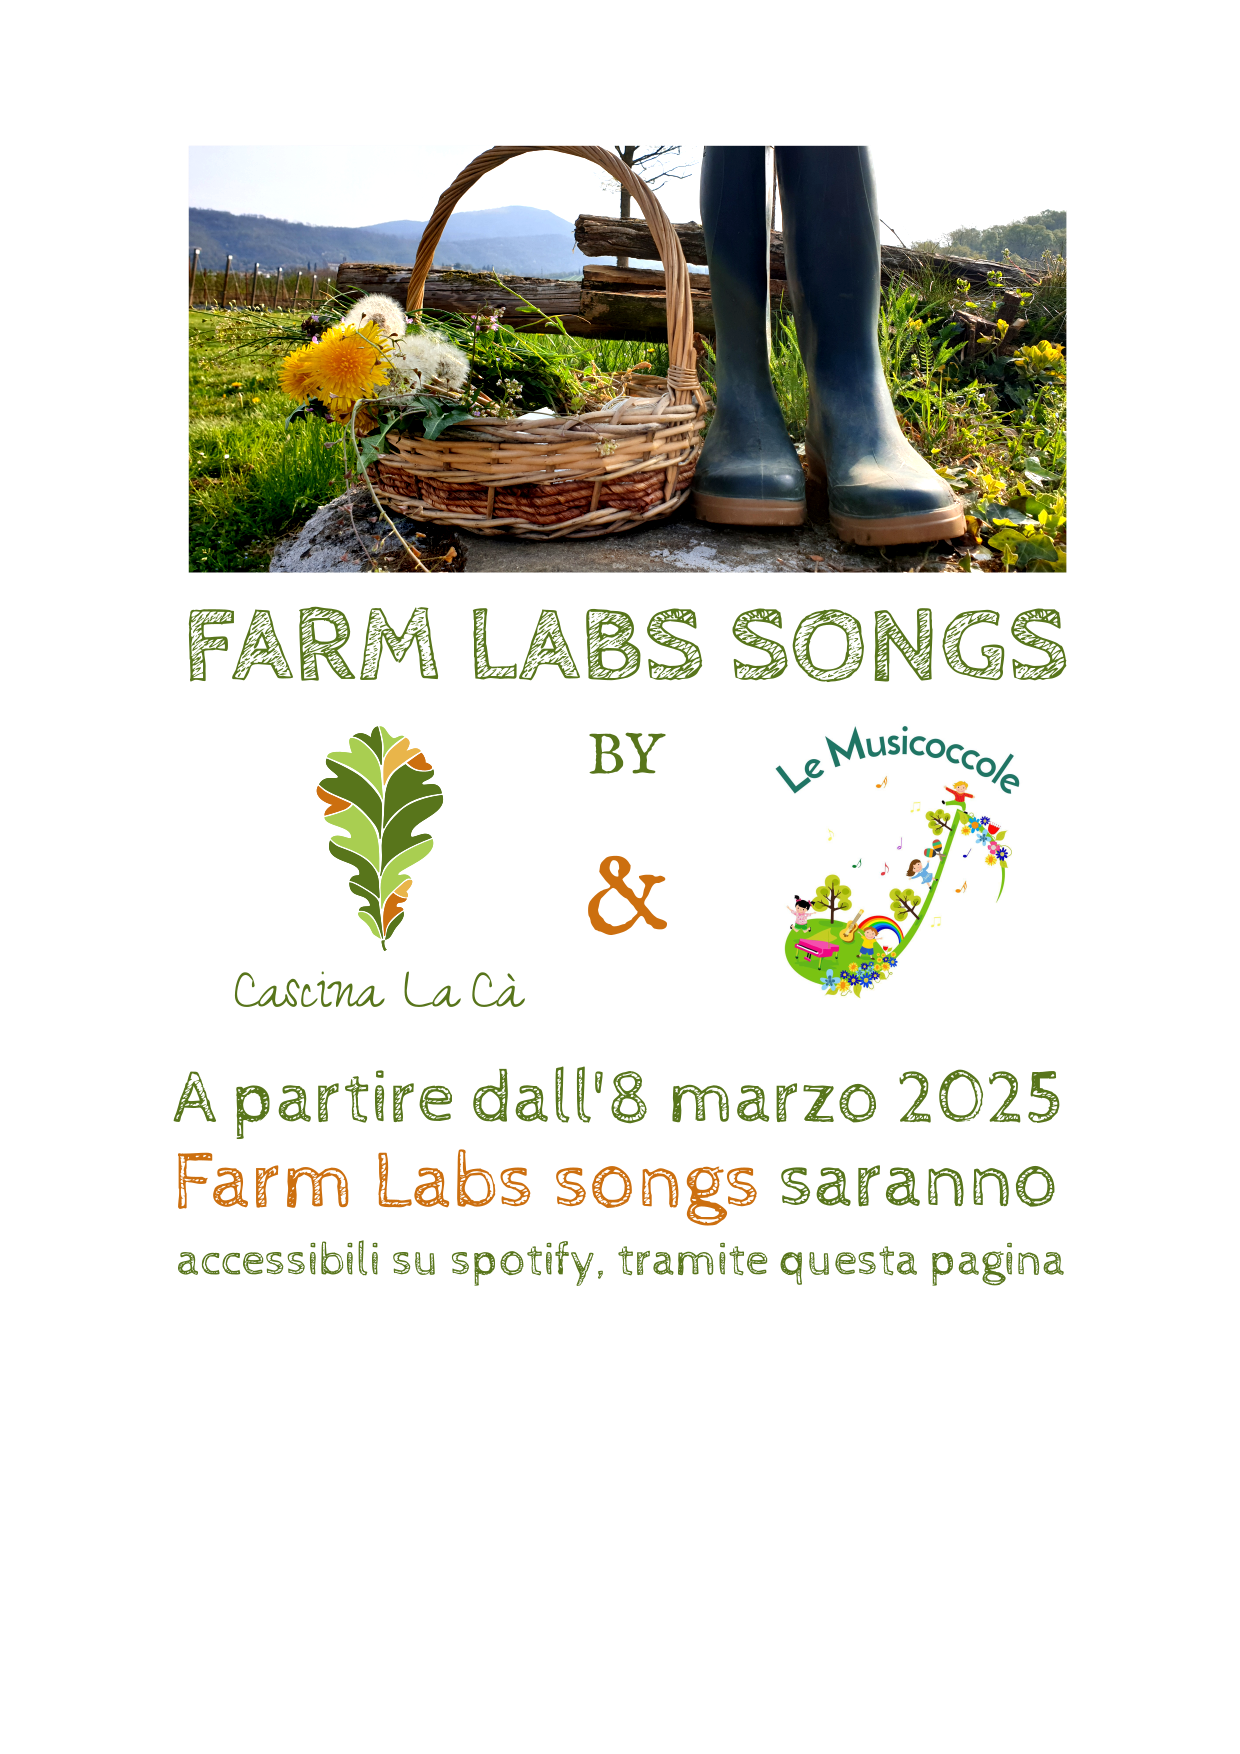 FARM LABS SONGS
BY
Le Musicoccole
&
Cascina La Cà
A partire dall'8 marzo 2025
Farm Labs songs saranno
accessibili su spotify, tramite questa pagina